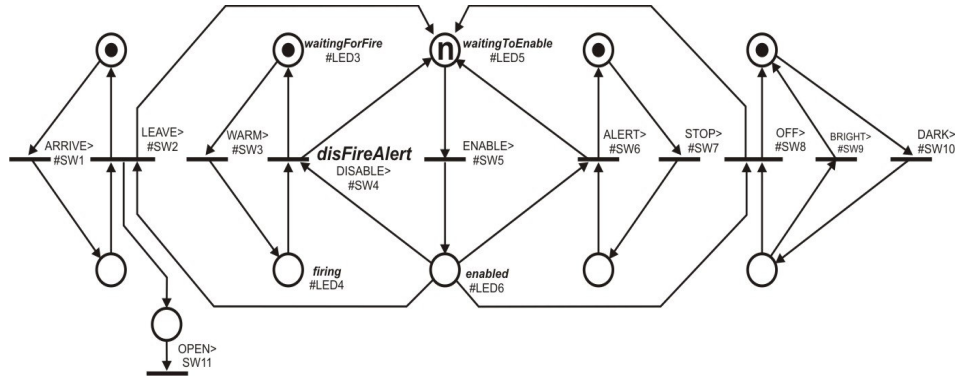 waitingForFire
#LED3
n
waitingToEnable
#LED5
ARRIVE>
#SW1
LEAVE>
#SW2
WARM>
#SW3
disFireAlert
DISABLE>
#SW4
ENABLE>
#SW5
ALERT>
#SW6
STOP>
#SW7
OFF>
#SW8
BRIGHT>
#SW9
DARK>
#SW10
firing
#LED4
enabled
#LED6
OPEN>
SW11